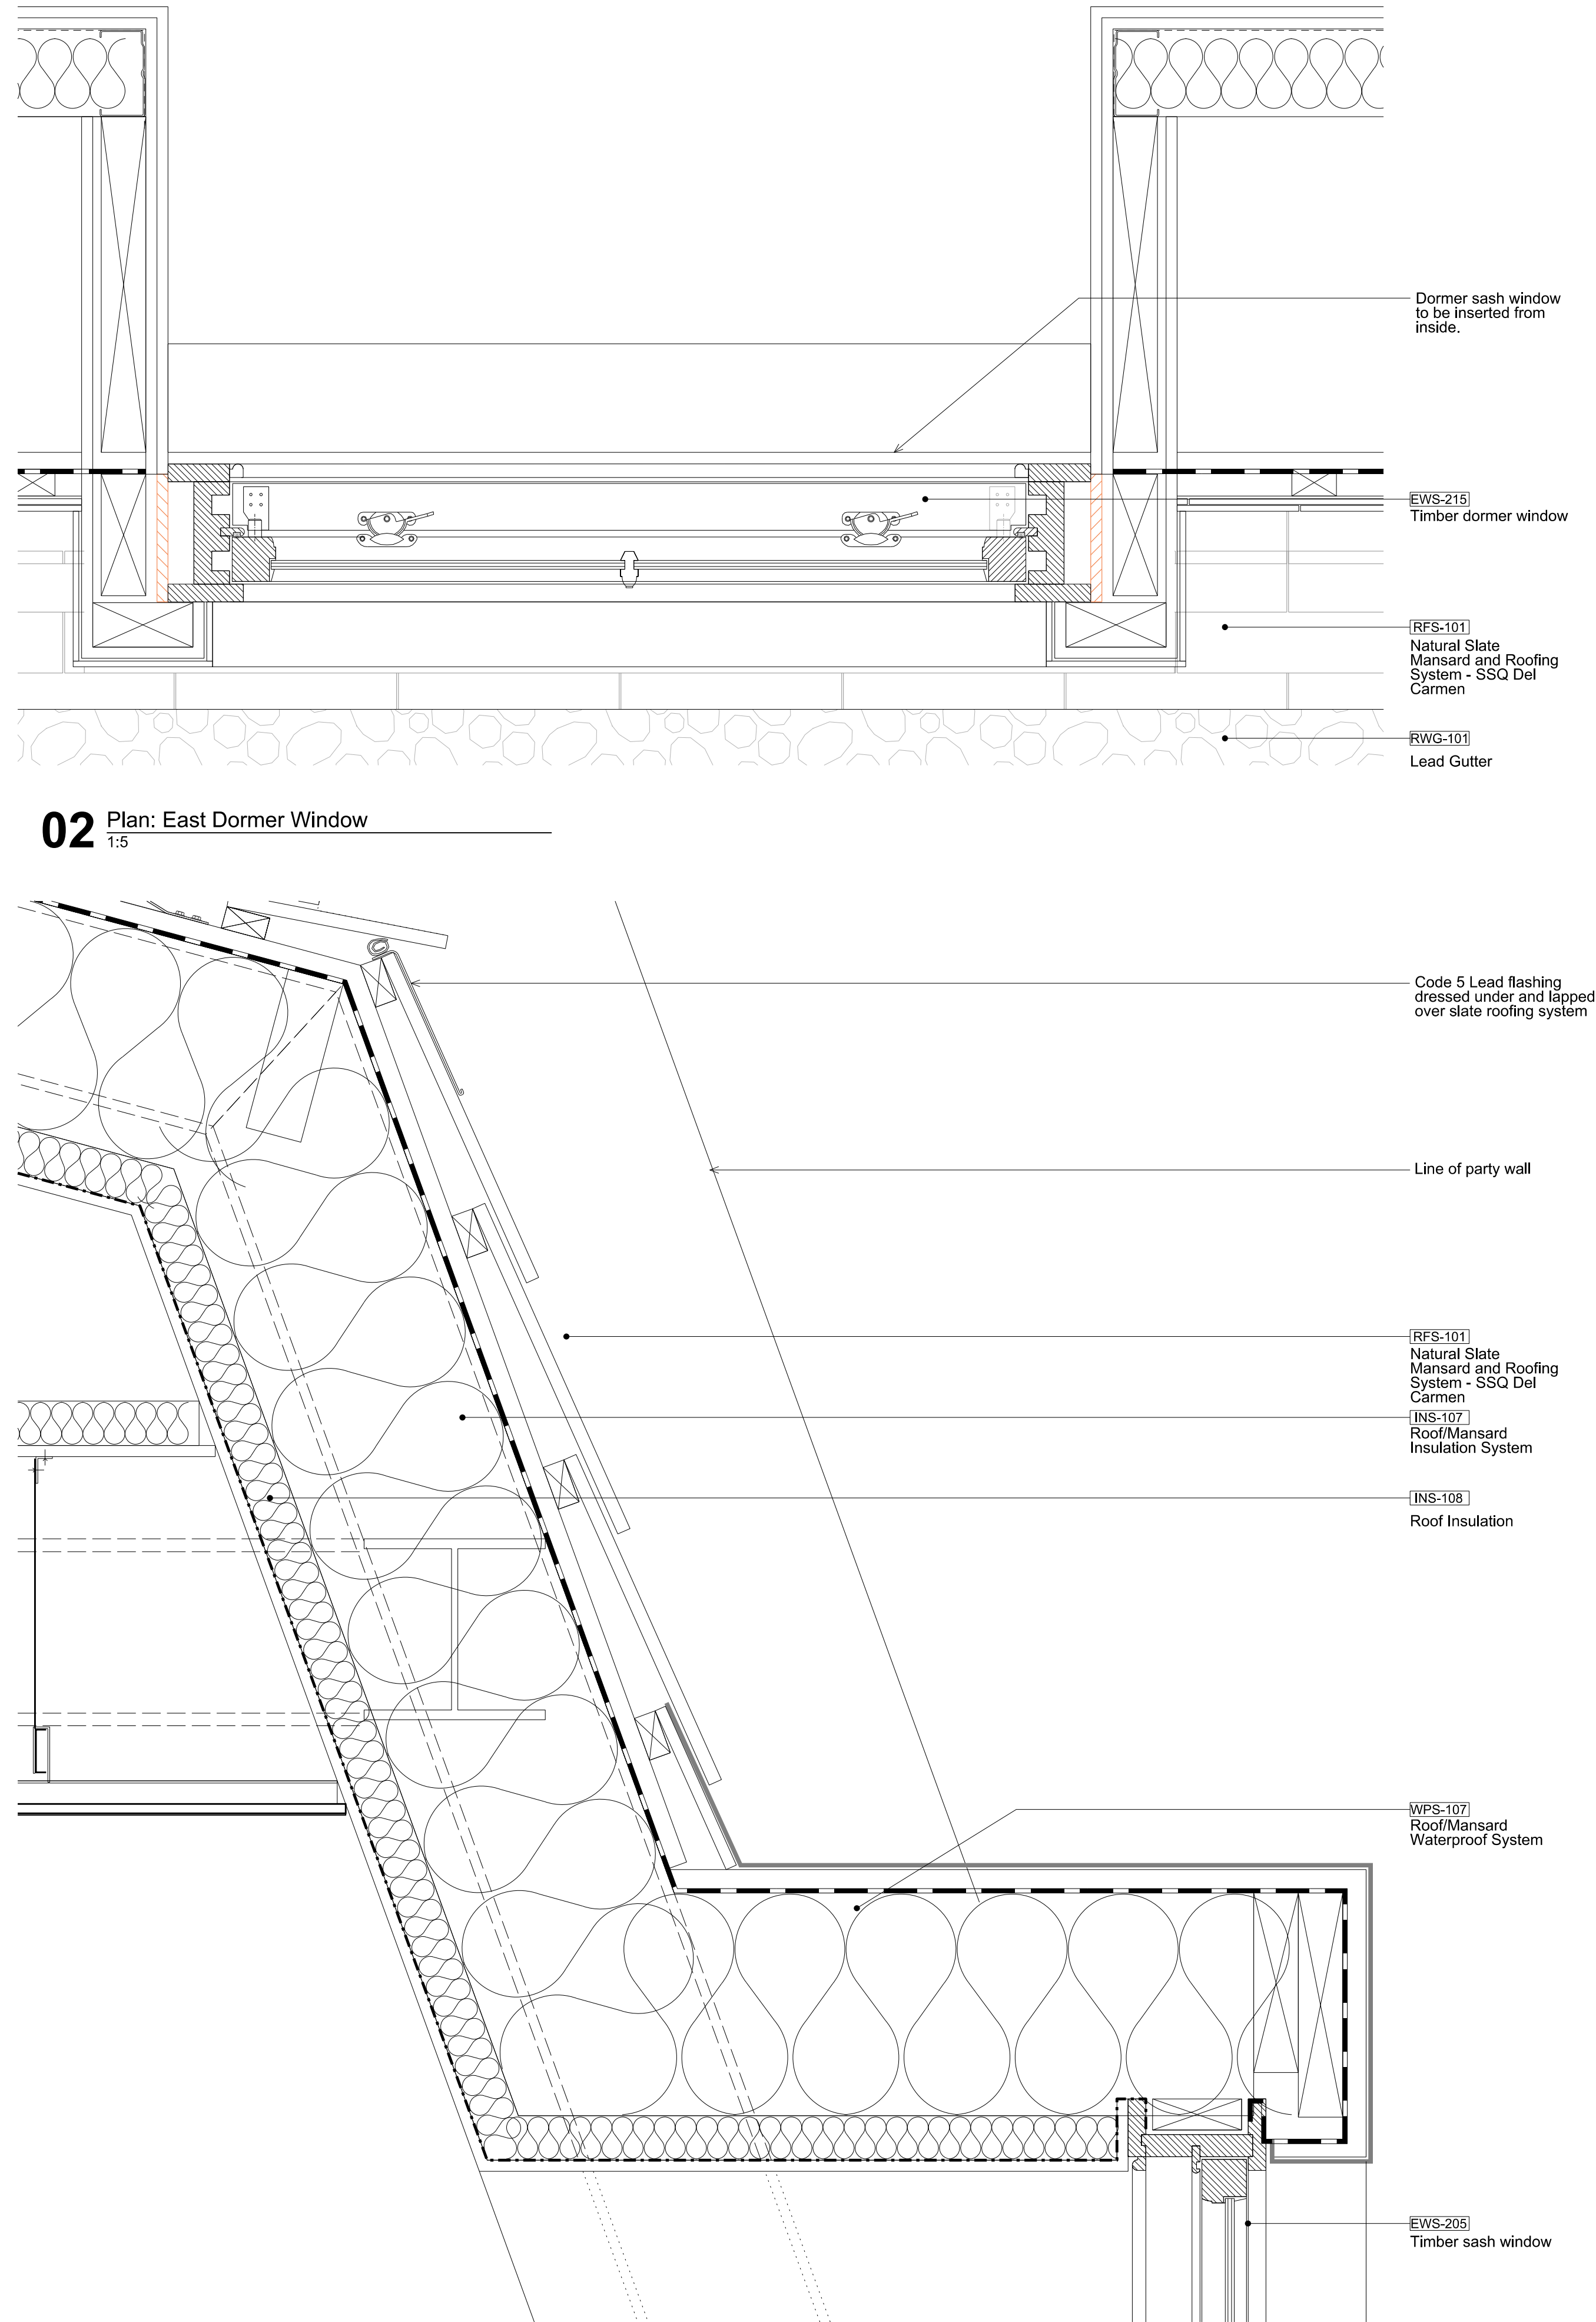 Dormer sash window
to be inserted from
inside.
EWS-215
Timber dormer window
RFS-101
Natural Slate
Mansard and Roofing
System - SSQ Del
Carmen
RWG-101
Lead Gutter
02 Plan: East Dormer Window
1:5
Code 5 Lead flashing
dressed under and lapped
over slate roofing system
Line of party wall
RFS-101
Natural Slate
Mansard and Roofing
System - SSQ Del
Carmen
INS-107
Roof/Mansard
Insulation System
INS-108
Roof Insulation
WPS-107
Roof/Mansard
Waterproof System
EWS-205
Timber sash window